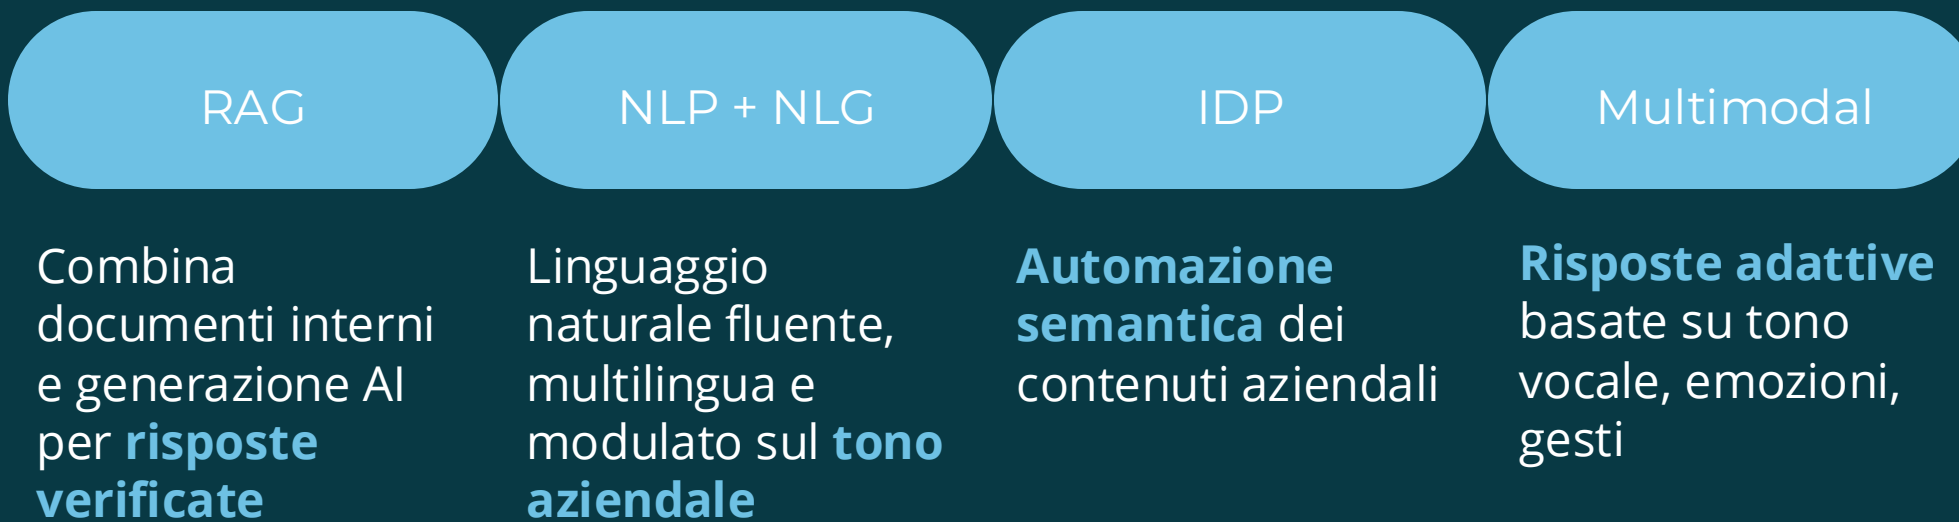 RAG
Combina
documenti interni
e generazione AI
per risposte
verificate
NLP + NLG
Linguaggio
naturale fluente,
multilingua e
modulato sul tono
aziendale
IDP
Automazione
semantica dei
contenuti aziendali
Multimodal
Risposte adattive
basate su tono
vocale, emozioni,
gesti